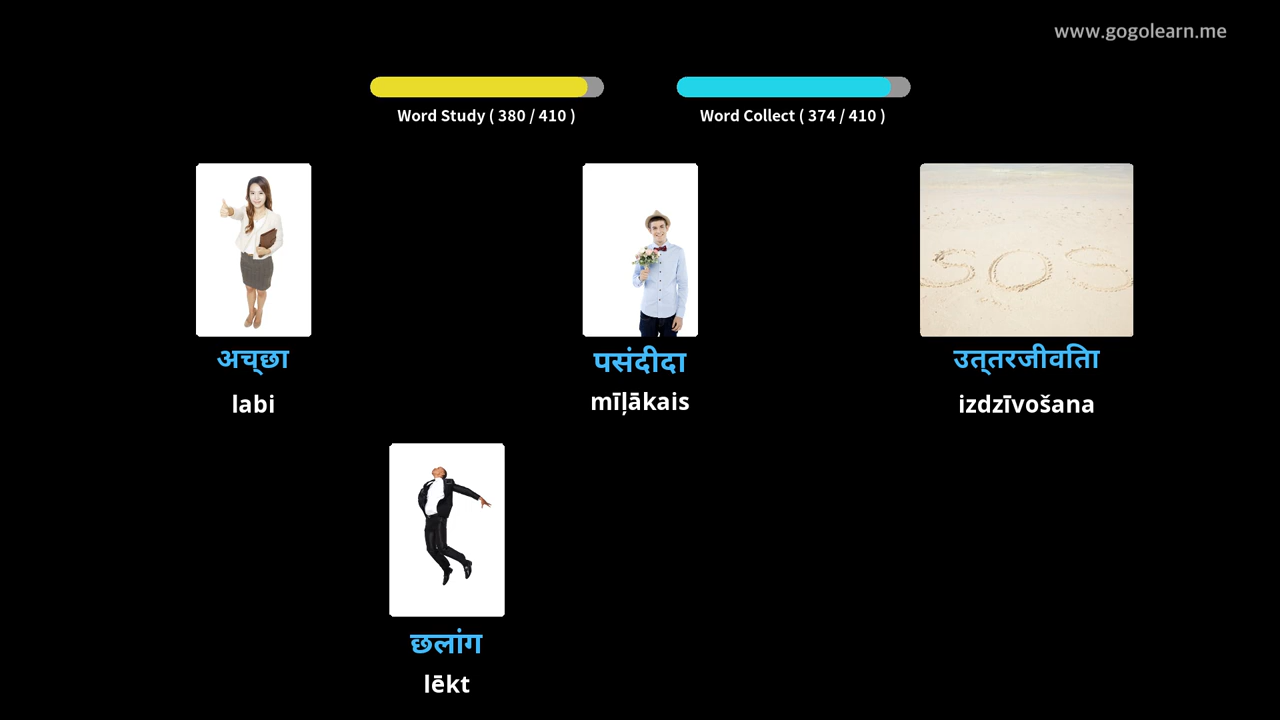 www.gogolearn.me
Word Study ( 380 / 410 )
Word Collect ( 374 / 410 )
अच्छा
पसंदीदा
उत्तरजीविता
labi
mīļākais
izdzīvošana
छलांग
lēkt
SOS